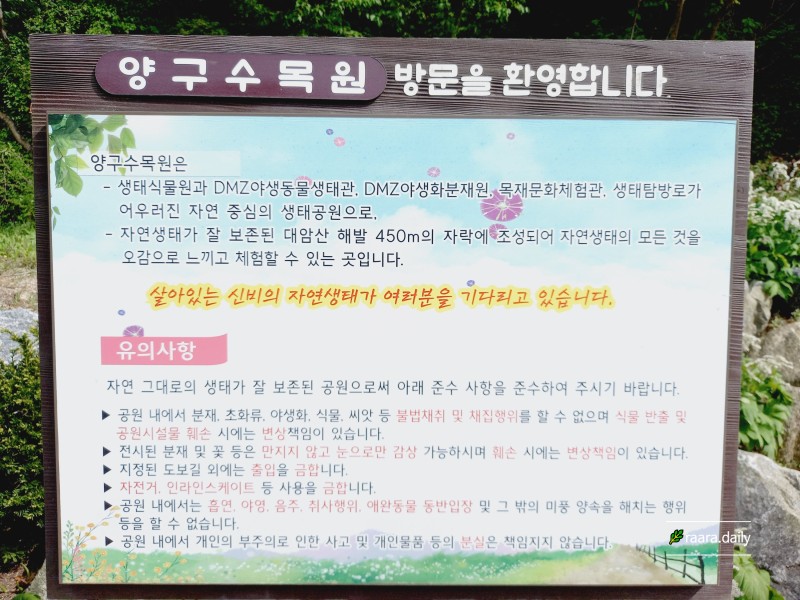 양구수목원 방문을 환영합니다
양구수목원은
- 생태식물원과 DMZ야생동물생태관, DMZ야생화분재원, 목재문화체험관, 생태탐방로가
어우러진 자연 중심의 생태공원으로,
- 자연생태가 잘 보존된 대암산 해발 450m의 자락에 조성되어 자연생태의 모든 것을
오감으로 느끼고 체험할 수 있는 곳입니다.
살아있는 신비의 자연생태가 여러분을 기다리고 있습니다.
유의사항
자연 그대로의 생태가 잘 보존된 공원으로써 아래 준수 사항을 준수하여 주시기 바랍니다.
▶ 공원 내에서 분재, 초화류, 야생화, 식물, 씨앗 등 불법채취 및 채집행위를 할 수 없으며 식물 반출 및
공원시설물 훼손 시에는 변상책임이 있습니다.
▶ 전시된 분재 및 꽃 등은 만지지 않고 눈으로만 감상 가능하시며 훼손 시에는 변상책임이 있습니다.
▶ 지정된 도보길 외에는 출입을 금합니다.
▶ 자전거, 인라인스케이트 등 사용을 금합니다.
▶ 공원 내에서는 흡연, 야영, 음주, 취사행위, 애완동물 동반입장 및 그 밖의 미풍 양속을 해치는 행위
등을 할 수 없습니다.
▶ 공원 내에서 개인의 부주의로 인한 사고 및 개인물품 등의 분실은 책임지지 않습니다.
raara.daily